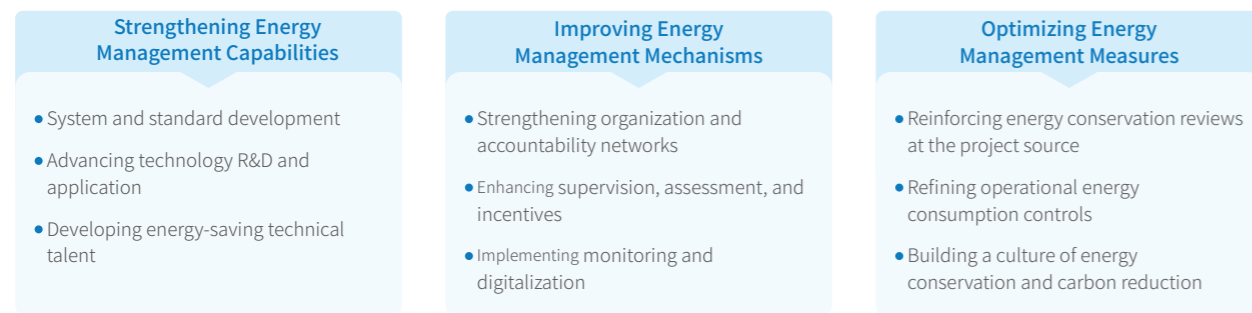 Strengthening Energy
Management Capabilities
• System and standard development
• Advancing technology R&D and
application
• Developing energy-saving technical
talent
Improving Energy
Management Mechanisms
• Strengthening organization and
accountability networks
• Enhancing supervision, assessment, and
incentives
• Implementing monitoring and
digitalization
Optimizing Energy
Management Measures
• Reinforcing energy conservation reviews
at the project source
• Refining operational energy
consumption controls
• Building a culture of energy
conservation and carbon reduction